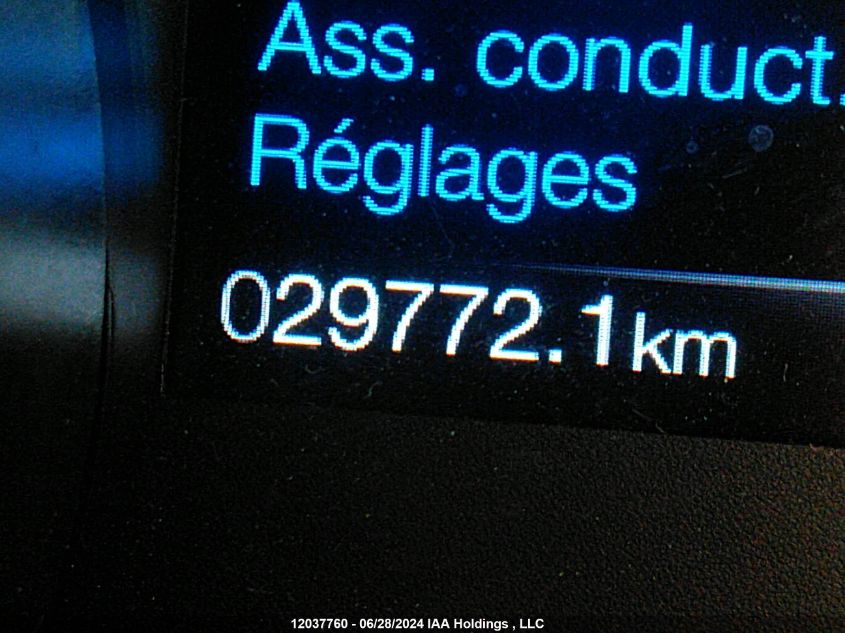 Ass. conduct.
Réglages
029772.1km
12037760 - 06/28/2024 IAA Holdings , LLC